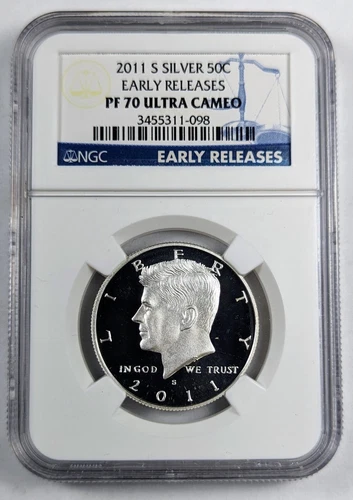 2011 S SILVER 50C
EARLY RELEASES
PF 70 ULTRA CAMEO
3455311-098
NGC EARLY RELEASES
LIBERTY
IN GOD WE TRUST
S
2011